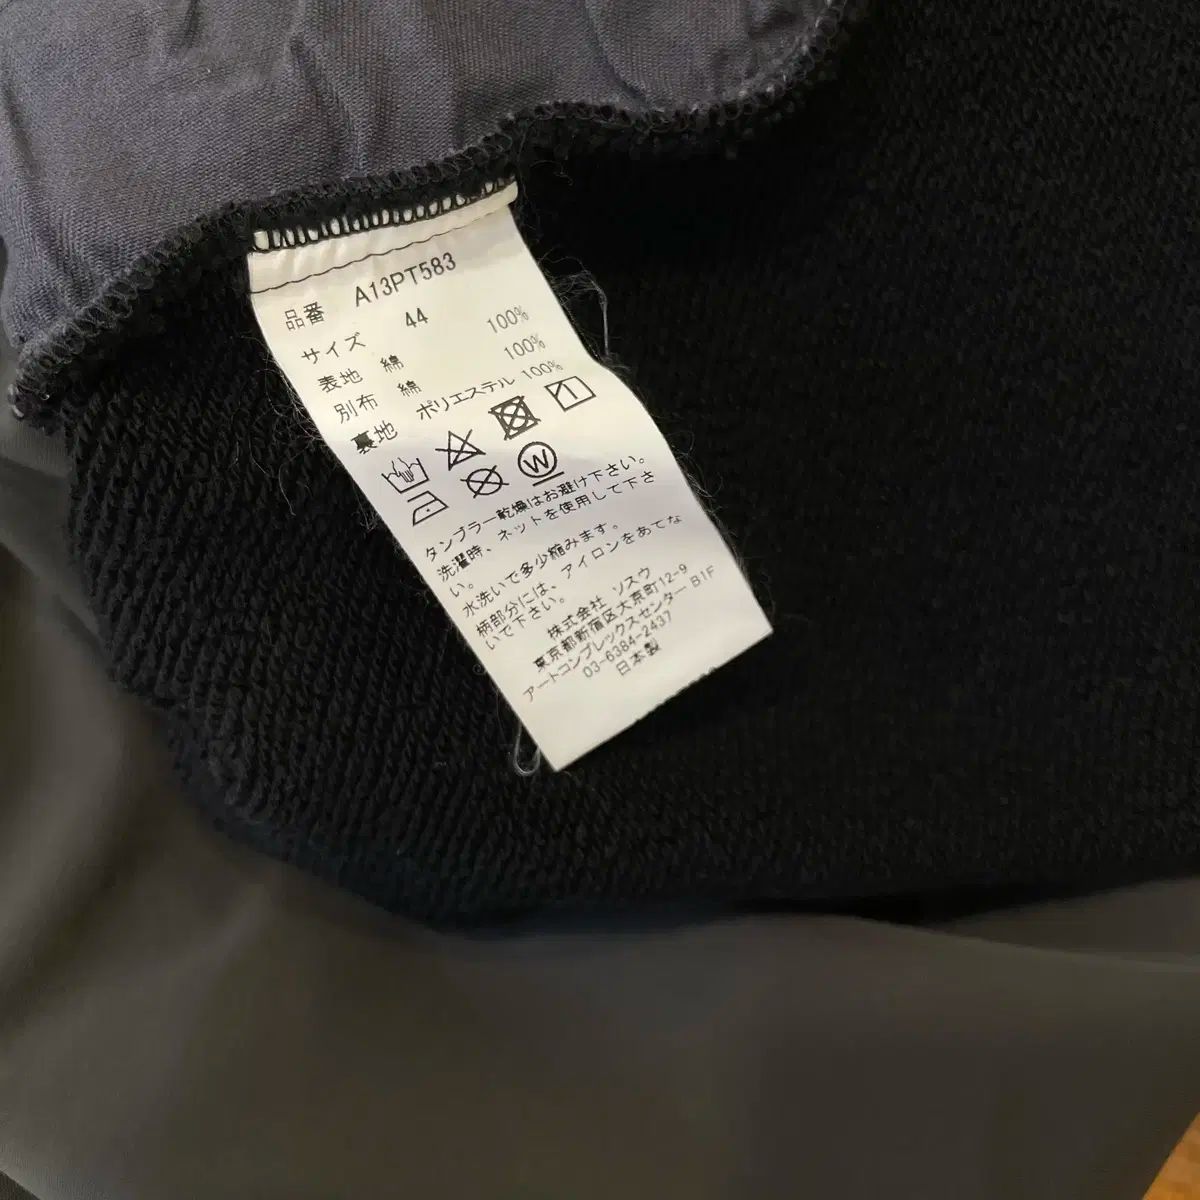 品番 A13PT583
サイズ 44
表地 綿 100%
別布 綿 100%
裏地 ポリエステル 100%
W
タンブラー乾燥はお避け下さい。
洗濯時、ネットを使用して下さ
い。
水洗いで多少縮みます。
柄部分には、アイロンをあてな
いで下さい。
株式会社 ソスウ
東京都新宿区大京町12-9
アートコンプレックスセンター B1F
03-6384-2437
日本製